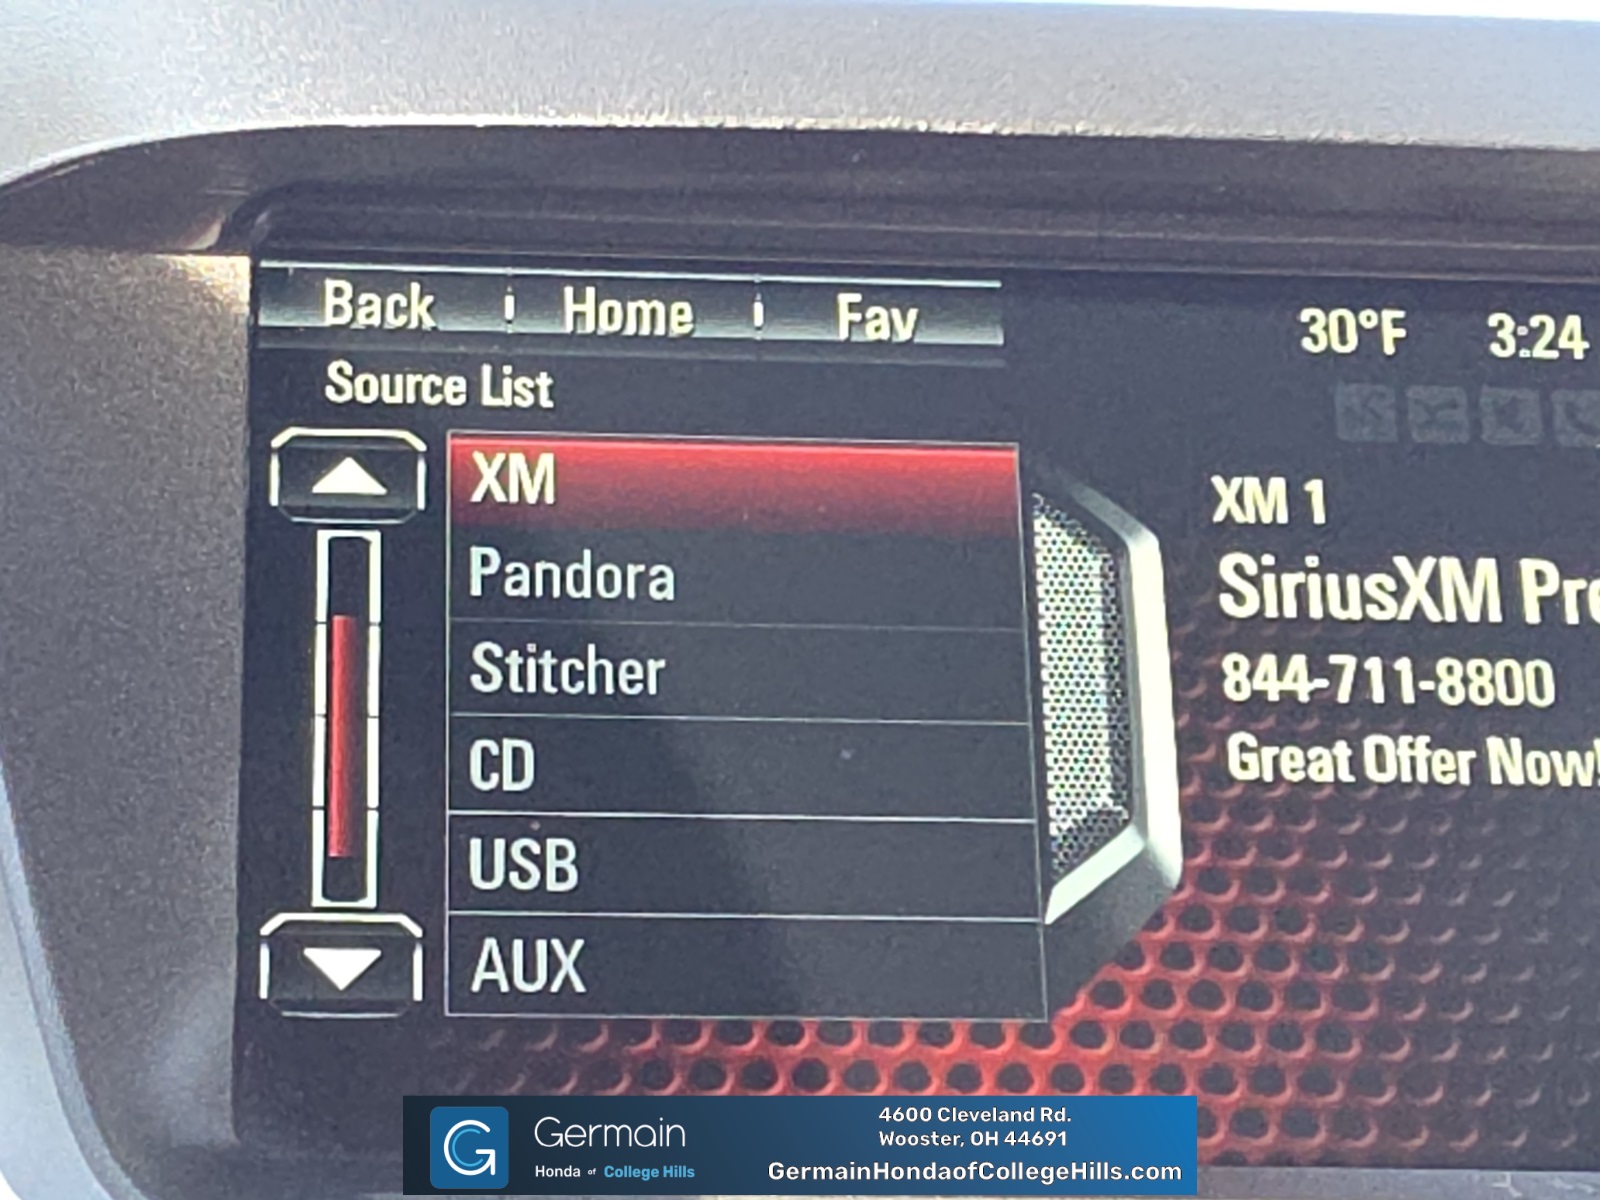 Back Home Fav
30°F 3:24
Source List
XM
Pandora
Stitcher
CD
USB
AUX
XM 1
SiriusXM
844-711-8800
Great Offer Now!
Germain
Honda of College Hills
4600 Cleveland Rd.
Wooster, OH 44691
GermainHondaofCollegeHills.com